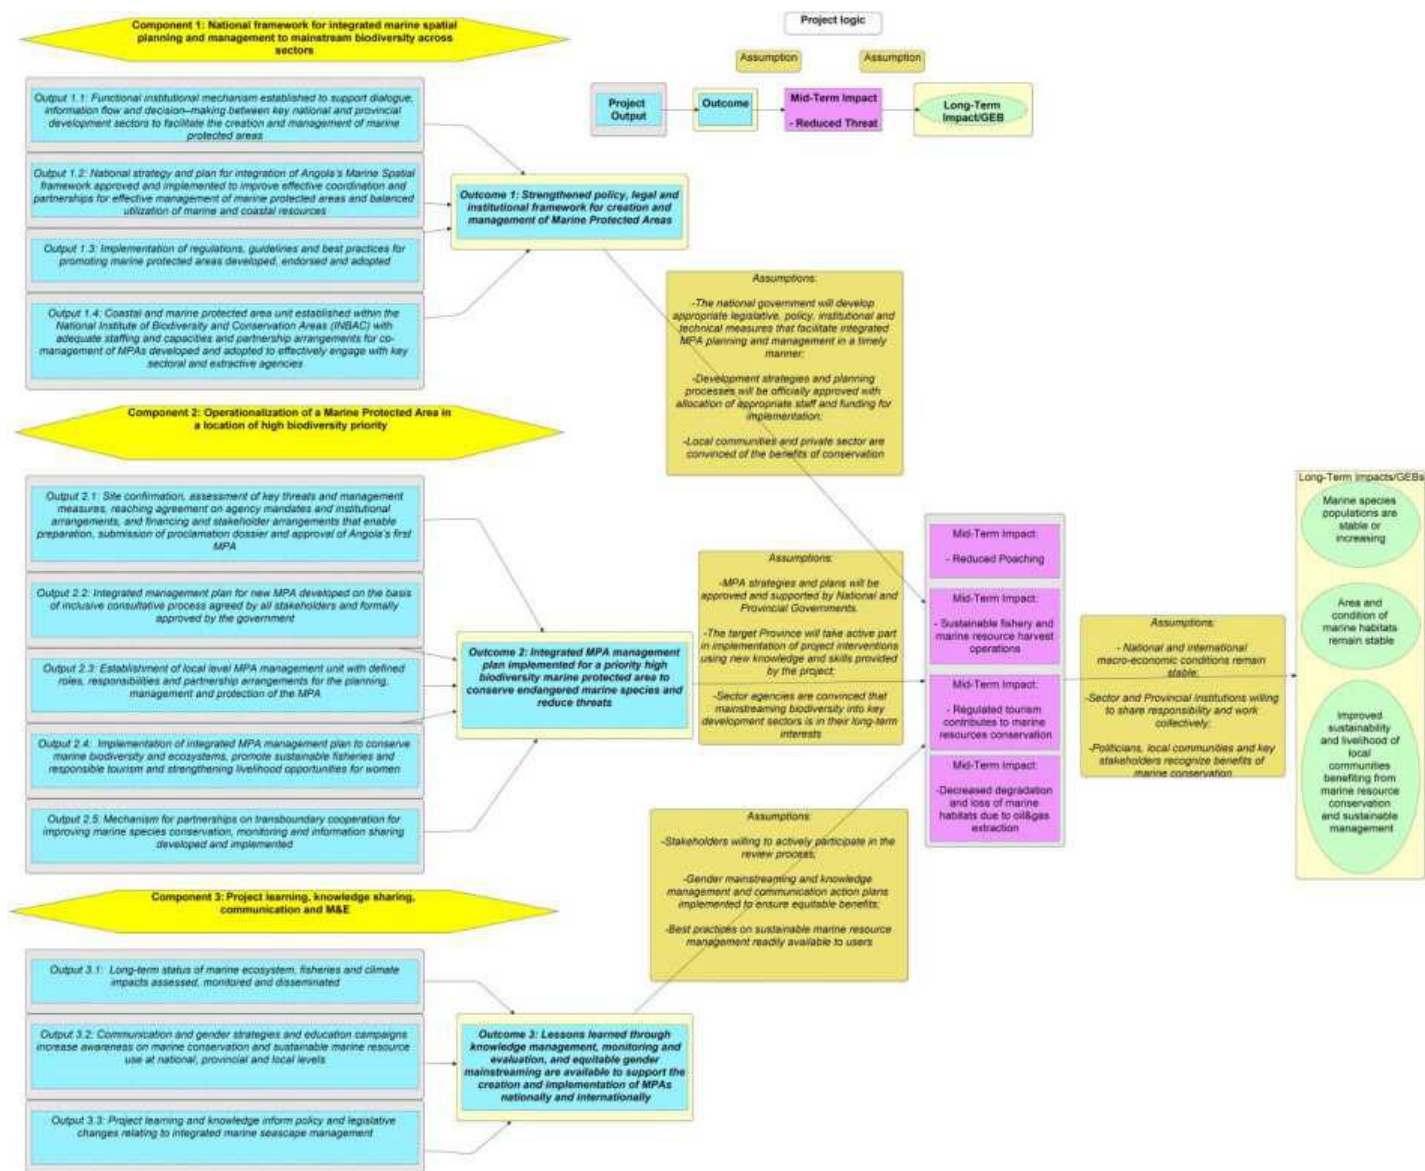 Component 1: National framework for integrated marine spatial
planning and management to mainstream biodiversity across
sectors
Project logic
Assumption
Assumption
Project
Output
Outcome
Mid-Term Impact
- Reduced Threat
Long-Term
Impact/GEB
Output 1.1: Functional institutional mechanism established to support dialogue,
information flow and decision–making between key national and provincial
development sectors to facilitate the creation and management of marine
protected areas
Output 1.2: National strategy and plan for integration of Angola's Marine Spatial
framework approved and implemented to improve effective coordination and
partnerships for effective management of marine protected areas and balanced
utilization of marine and coastal resources
Output 1.3: Implementation of regulations, guidelines and best practices for
promoting marine protected areas developed, endorsed and adopted
Output 1.4: Coastal and marine protected area unit established within the
National Institute of Biodiversity and Conservation Areas (INBAC) with
adequate staffing and capacities and partnership arrangements for co-
management of MPAs developed and adopted to effectively engage with key
sectoral and extractive agencies
Outcome 1: Strengthened policy, legal and
institutional framework for creation and
management of Marine Protected Areas
Assumptions:
-The national government will develop
appropriate legislative, policy, institutional and
technical measures that facilitate integrated
MPA planning and management in a timely
manner;
-Development strategies and planning
processes will be officially approved with
allocation of appropriate staff and funding for
implementation;
-Local communities and private sector are
convinced of the benefits of conservation
Component 2: Operationalization of a Marine Protected Area in
a location of high biodiversity priority
Output 2.1: Site confirmation, assessment of key threats and management
measures, reaching agreement on agency mandates and institutional
arrangements, and financing and stakeholder arrangements that enable
preparation, submission of proclamation dossier and approval of Angola's first
MPA
Output 2.2: Integrated management plan for new MPA developed on the basis
of inclusive consultative process agreed by all stakeholders and formally
approved by the government
Output 2.3: Establishment of local level MPA management unit with defined
roles, responsibilities and partnership arrangements for the planning,
management and protection of the MPA
Output 2.4: Implementation of integrated MPA management plan to conserve
marine biodiversity and ecosystems, promote sustainable fisheries and
responsible tourism and strengthening livelihood opportunities for women
Output 2.5: Mechanism for partnerships on transboundary cooperation for
improving marine species conservation, monitoring and information sharing
developed and implemented
Outcome 2: Integrated MPA management
plan implemented for a priority high
biodiversity marine protected area to
conserve endangered marine species and
reduce threats
Assumptions:
-MPA strategies and plans will be
approved and supported by National and
Provincial Governments.
-The target Province will take active part
in implementation of project interventions
using new knowledge and skills provided
by the project;
-Sector agencies are convinced that
mainstreaming biodiversity into key
development sectors is in their long-term
interests
Mid-Term Impact:
- Reduced Poaching
Mid-Term Impact:
- Sustainable fishery and
marine resource harvest
operations
Mid-Term Impact:
- Regulated tourism
contributes to marine
resources conservation
Mid-Term Impact:
-Decreased degradation
and loss of marine
habitats due to oil&gas
extraction
Assumptions:
- National and international
macro-economic conditions remain
stable;
-Sector and Provincial Institutions willing
to share responsibility and work
collectively;
-Politicians, local communities and key
stakeholders recognize benefits of
marine conservation
Long-Term Impacts/GEBs
Marine species
populations are
stable or
increasing
Area and
condition of
marine habitats
remain stable
Improved
sustainability
and livelihood of
local
communities
benefiting from
marine resource
conservation
and sustainable
management
Component 3: Project learning, knowledge sharing,
communication and M&E
Output 3.1: Long-term status of marine ecosystem, fisheries and climate
impacts assessed, monitored and disseminated
Output 3.2: Communication and gender strategies and education campaigns
increase awareness on marine conservation and sustainable marine resource
use at national, provincial and local levels
Output 3.3: Project learning and knowledge inform policy and legislative
changes relating to integrated marine seascape management
Outcome 3: Lessons learned through
knowledge management, monitoring and
evaluation, and equitable gender
mainstreaming are available to support the
creation and implementation of MPAs
nationally and internationally
Assumptions:
-Stakeholders willing to actively participate in the
review process;
-Gender mainstreaming and knowledge
management and communication action plans
implemented to ensure equitable benefits;
-Best practices on sustainable marine resource
management readily available to users